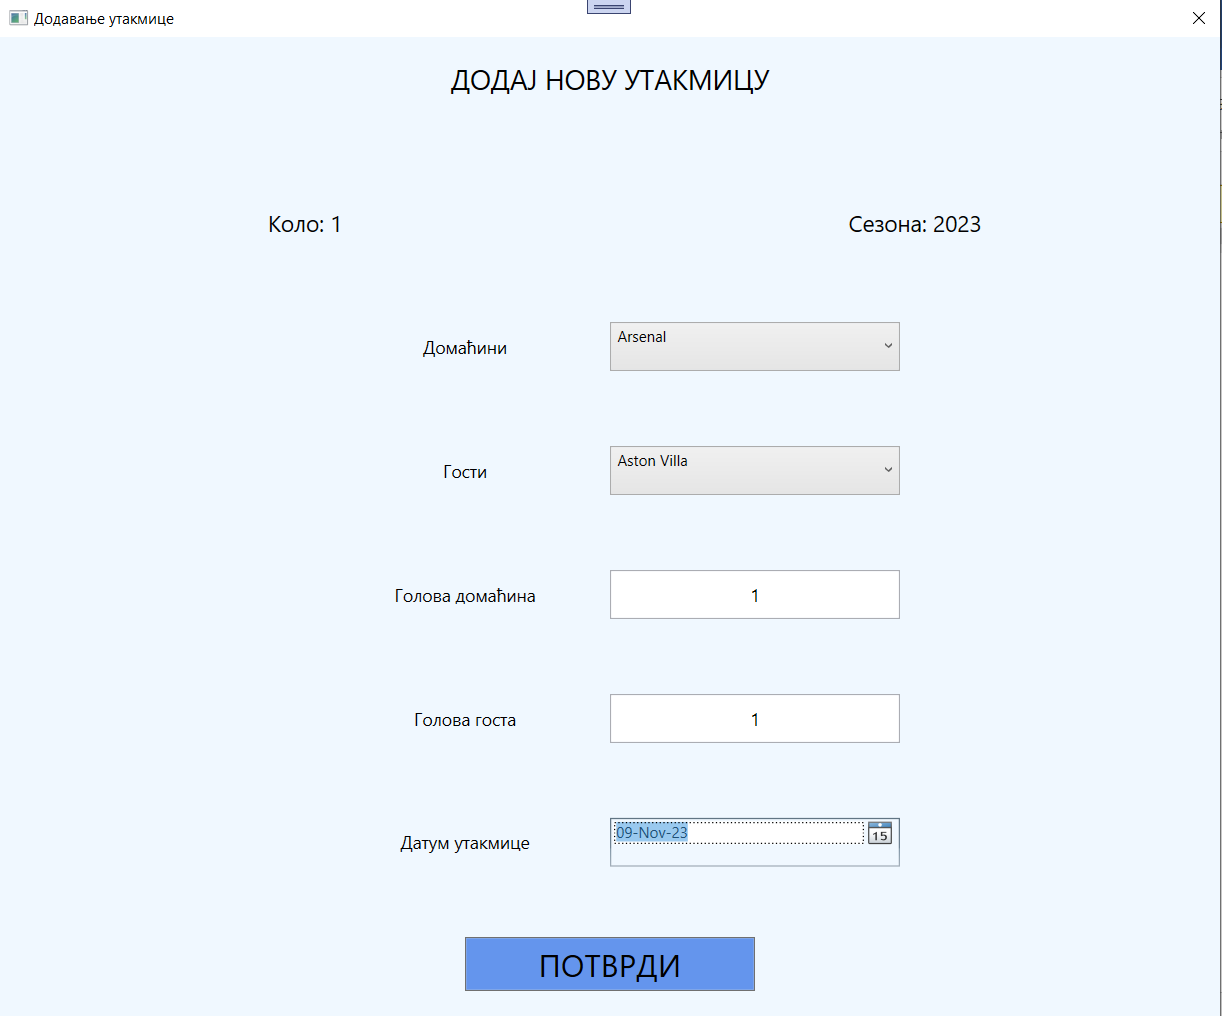 Додавање утакмице
ДОДАЈ НОВУ УТАКМИЦУ
Коло: 1
Сезона: 2023
Домаћини
Arsenal
Гости
Aston Villa
Голова домаћина
1
Голова госта
1
Датум утакмице
09-Nov-23
15
ПОТВРДИ